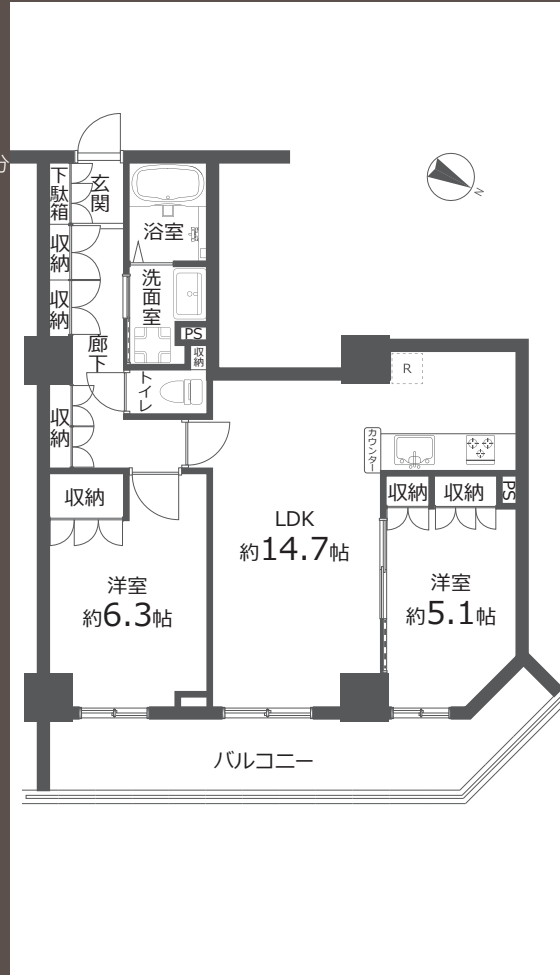 分
下駄箱
玄関
浴室
N
収納
洗面室
収納
PS
収納
廊下
トイレ
R
収納
カウンター
収納
収納
収納
PS
LDK
約14.7帖
洋室
約6.3帖
洋室
約5.1帖
バルコニー